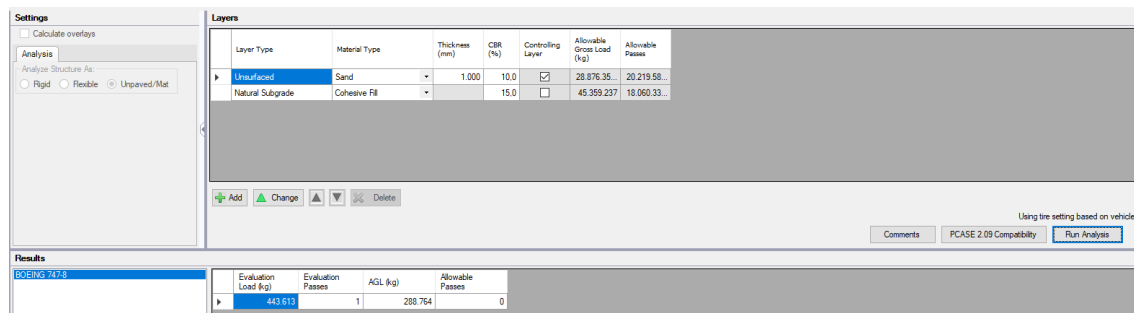 Settings
Calculate overlays
Analysis
Analyze Structure As:
Rigid Flexible Unpaved/Mat
Layers
Layer Type Material Type Thickness (mm) CBR (%) Controlling Layer Allowable Gross Load (kg) Allowable Passes
Unsurfaced Sand 1.000 10,0 28.876.35... 20.219.58...
Natural Subgrade Cohesive Fill 15,0 45.359.237 18.060.33...
Add Change Delete
Using tire setting based on vehicle
Comments PCASE 2.09 Compatibility Run Analysis
Results
BOEING 747-8
Evaluation Load (kg) Evaluation Passes AGL (kg) Allowable Passes
443.613 1 288.764 0